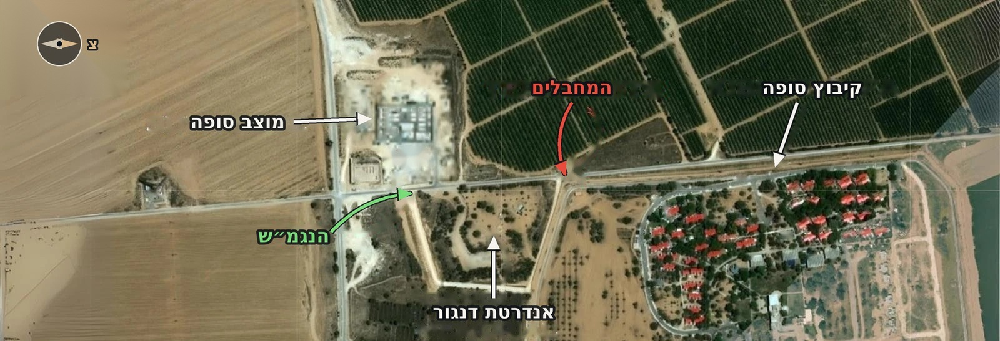 צ
המחבלים
קיבוץ סופה
מוצב סופה
הנגמ״ש
אנדרטת דנגור